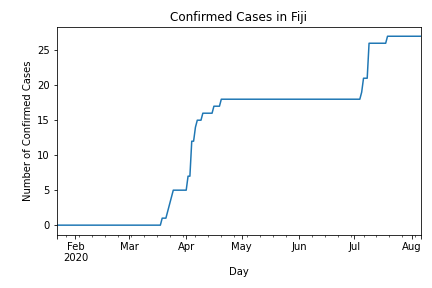 Confirmed Cases in Fiji
Number of Confirmed Cases
25
20
15
10
5
0
Feb Mar Apr May Jun Jul Aug
2020
Day